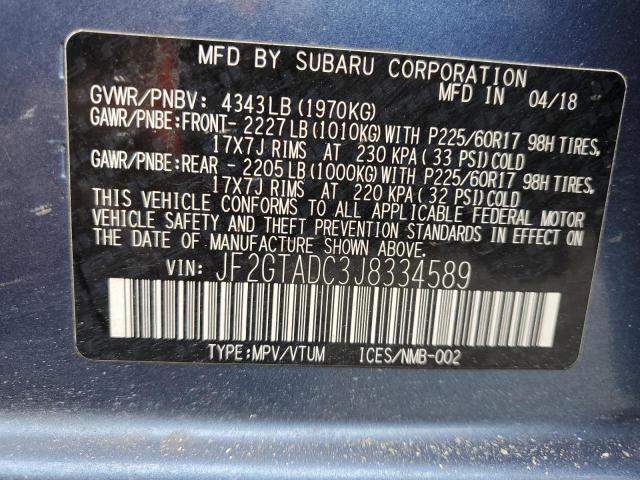 MFD BY SUBARU CORPORATION
MFD IN 04/18
GVWR/PNBV: 4343LB(1970KG)
GAWR/PNBE:FRONT-2227LB(1010KG)WITH P225/60R17 98H TIRES,
17X7J RIMS AT 230 KPA(33 PSI)COLD
GAWR/PNBE:REAR -2205LB(1000KG)WITH P225/60R17 98H TIRES,
17X7J RIMS AT 220 KPA(32 PSI)COLD
THIS VEHICLE CONFORMS TO ALL APPLICABLE FEDERAL MOTOR
VEHICLE SAFETY AND THEFT PREVENTION STANDARDS IN EFFECT
ON THE DATE OF MANUFACTURE SHOWN ABOVE.
VIN: JF2GTADC3J8334589
TYPE:MPV/VTUM ICES/NMB-002